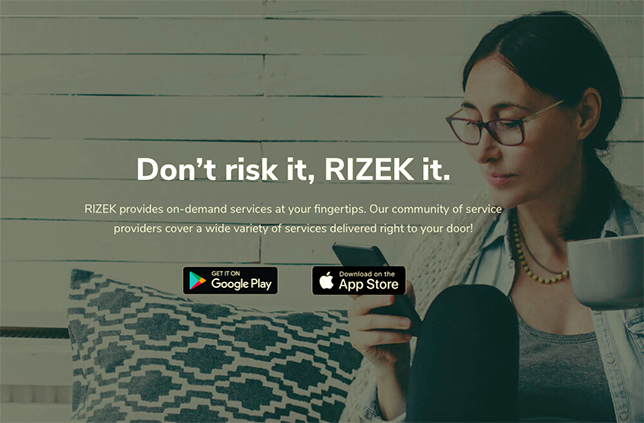 Don't risk it, RIZEK it.
RIZEK provides on-demand services at your fingertips. Our community of service
providers cover a wide variety of services delivered right to your door!
GET IT ON
Google Play
Download on the
App Store